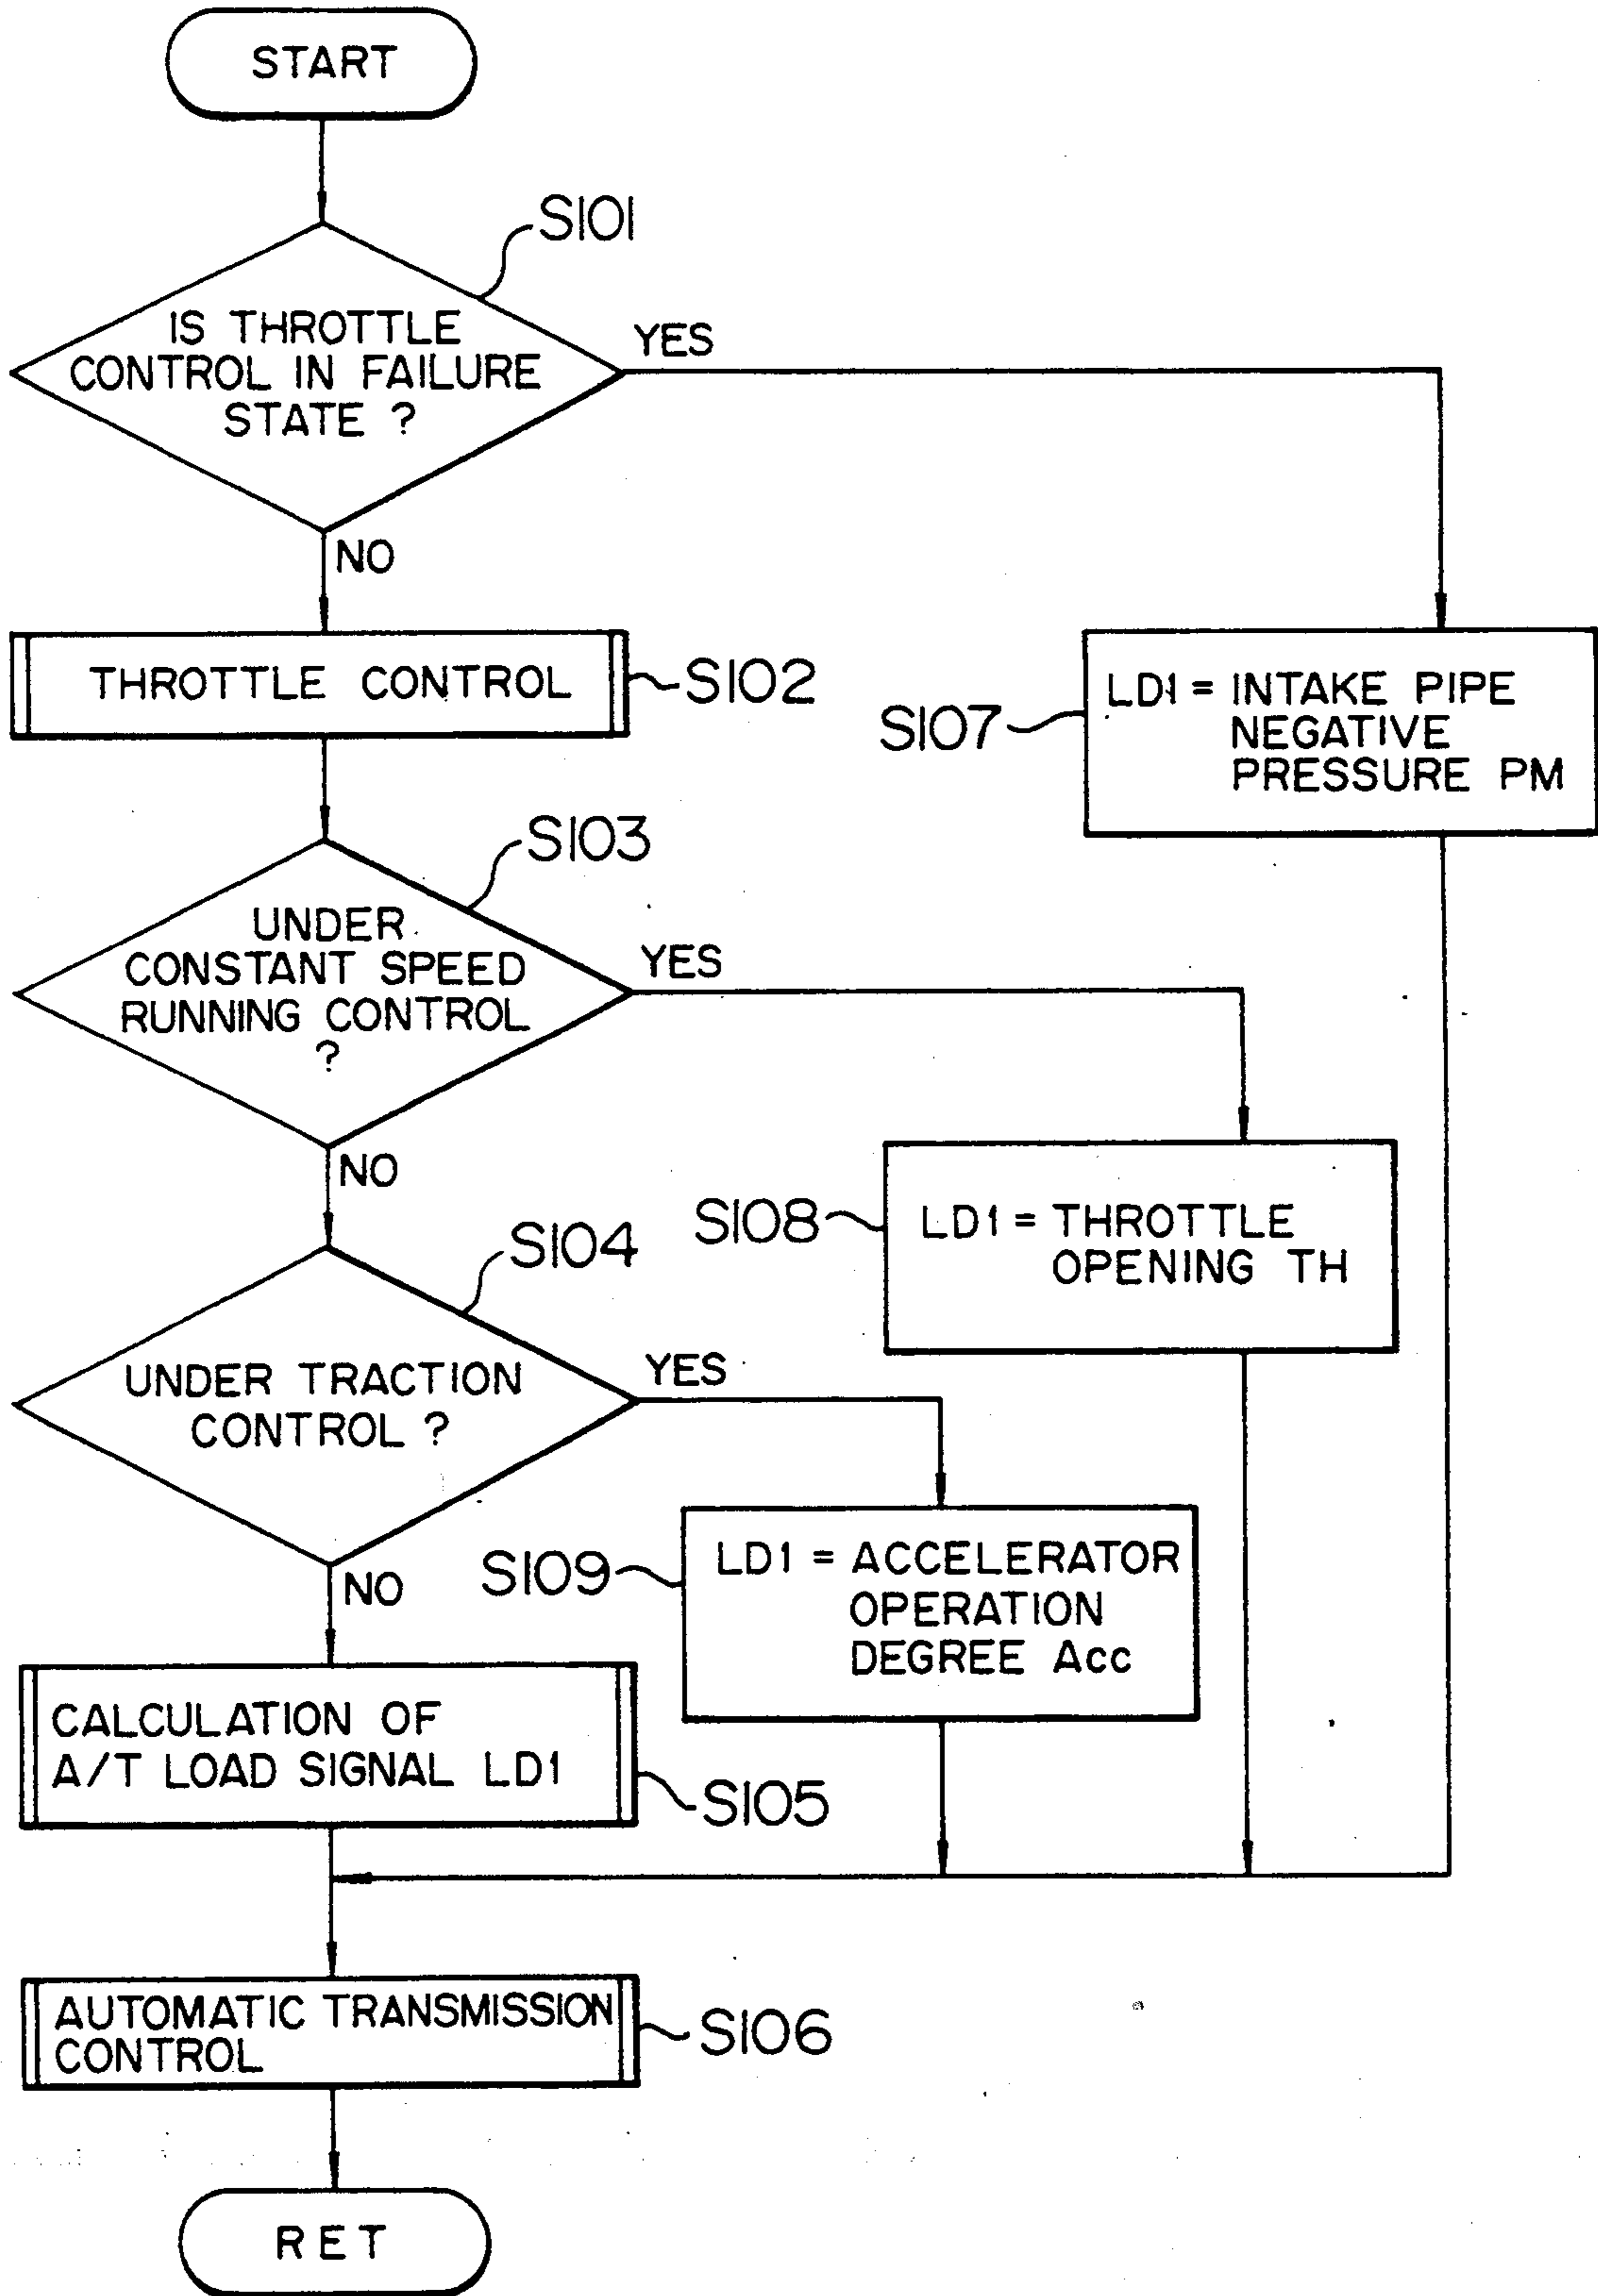 START
S101
IS THROTTLE
CONTROL IN FAILURE
STATE ?
YES
NO
THROTTLE CONTROL
S102
S107
LD1 = INTAKE PIPE
NEGATIVE
PRESSURE PM
S103
UNDER
CONSTANT SPEED
RUNNING CONTROL
?
YES
NO
S108
LD1 = THROTTLE
OPENING TH
S104
UNDER TRACTION
CONTROL ?
YES
NO
S109
LD1 = ACCELERATOR
OPERATION
DEGREE Acc
CALCULATION OF
A/T LOAD SIGNAL LD1
S105
AUTOMATIC TRANSMISSION
CONTROL
S106
RET